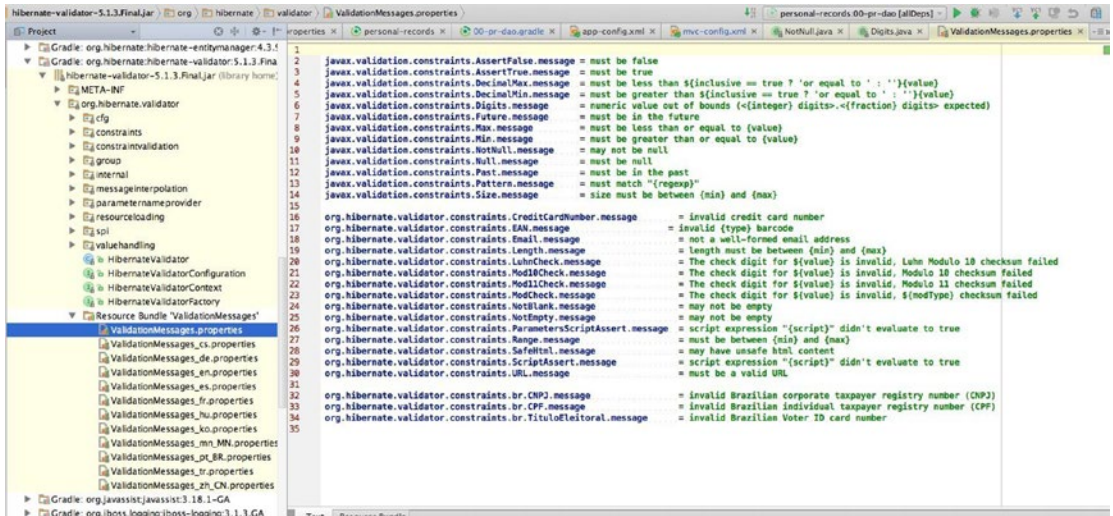 hibernate-validator-5.1.3.Final.jar org hibernate validator ValidationMessages.properties
personal-records:00-pr-dao [allDeps]
Project
roperties personal-records 00-pr-dao.gradle app-config.xml mvc-config.xml NotNull.java Digits.java ValidationMessages.properties
Gradle: org.hibernate:hibernate-entitymanager:4.3.
Gradle: org.hibernate:hibernate-validator:5.1.3.Fina
hibernate-validator-5.1.3.Final.jar (library home)
META-INF
org.hibernate.validator
cfg
constraints
constraintvalidation
group
internal
messageinterpolation
parameternameprovider
resourceloading
spi
valuehandling
HibernateValidator
HibernateValidatorConfiguration
HibernateValidatorContext
HibernateValidatorFactory
Resource Bundle 'ValidationMessages'
ValidationMessages.properties
ValidationMessages_cs.properties
ValidationMessages_de.properties
ValidationMessages_en.properties
ValidationMessages_es.properties
ValidationMessages_fr.properties
ValidationMessages_hu.properties
ValidationMessages_ko.properties
ValidationMessages_mn_MN.properties
ValidationMessages_pt_BR.properties
ValidationMessages_tr.properties
ValidationMessages_zh_CN.properties
Gradle: org.javassist:javassist:3.18.1-GA
Gradle: org.jboss.logging:jboss-logging:3.1.3.GA
1
2 javax.validation.constraints.AssertFalse.message = must be false
3 javax.validation.constraints.AssertTrue.message = must be true
4 javax.validation.constraints.DecimalMax.message = must be less than ${inclusive == true ? 'or equal to ' : ''}{value}
5 javax.validation.constraints.DecimalMin.message = must be greater than ${inclusive == true ? 'or equal to ' : ''}{value}
6 javax.validation.constraints.Digits.message = numeric value out of bounds (<{integer} digits>.<{fraction} digits> expected)
7 javax.validation.constraints.Future.message = must be in the future
8 javax.validation.constraints.Max.message = must be less than or equal to {value}
9 javax.validation.constraints.Min.message = must be greater than or equal to {value}
10 javax.validation.constraints.NotNull.message = may not be null
11 javax.validation.constraints.Null.message = must be null
12 javax.validation.constraints.Past.message = must be in the past
13 javax.validation.constraints.Pattern.message = must match "{regexp}"
14 javax.validation.constraints.Size.message = size must be between {min} and {max}
15
16 org.hibernate.validator.constraints.CreditCardNumber.message = invalid credit card number
17 org.hibernate.validator.constraints.EAN.message = invalid {type} barcode
18 org.hibernate.validator.constraints.Email.message = not a well-formed email address
19 org.hibernate.validator.constraints.Length.message = length must be between {min} and {max}
20 org.hibernate.validator.constraints.LuhnCheck.message = The check digit for ${value} is invalid, Luhn Modulo 10 checksum failed
21 org.hibernate.validator.constraints.Mod10Check.message = The check digit for ${value} is invalid, Modulo 10 checksum failed
22 org.hibernate.validator.constraints.Mod11Check.message = The check digit for ${value} is invalid, Modulo 11 checksum failed
23 org.hibernate.validator.constraints.ModCheck.message = The check digit for ${value} is invalid, ${modType} checksum failed
24 org.hibernate.validator.constraints.NotBlank.message = may not be empty
25 org.hibernate.validator.constraints.NotEmpty.message = may not be empty
26 org.hibernate.validator.constraints.ParametersScriptAssert.message = script expression "{script}" didn't evaluate to true
27 org.hibernate.validator.constraints.Range.message = must be between {min} and {max}
28 org.hibernate.validator.constraints.SafeHtml.message = may have unsafe html content
29 org.hibernate.validator.constraints.ScriptAssert.message = script expression "{script}" didn't evaluate to true
30 org.hibernate.validator.constraints.URL.message = must be a valid URL
31
32 org.hibernate.validator.constraints.br.CNPJ.message = invalid Brazilian corporate taxpayer registry number (CNPJ)
33 org.hibernate.validator.constraints.br.CPF.message = invalid Brazilian individual taxpayer registry number (CPF)
34 org.hibernate.validator.constraints.br.TituloEleitoral.message = invalid Brazilian Voter ID card number
35
Text Resource Bundle